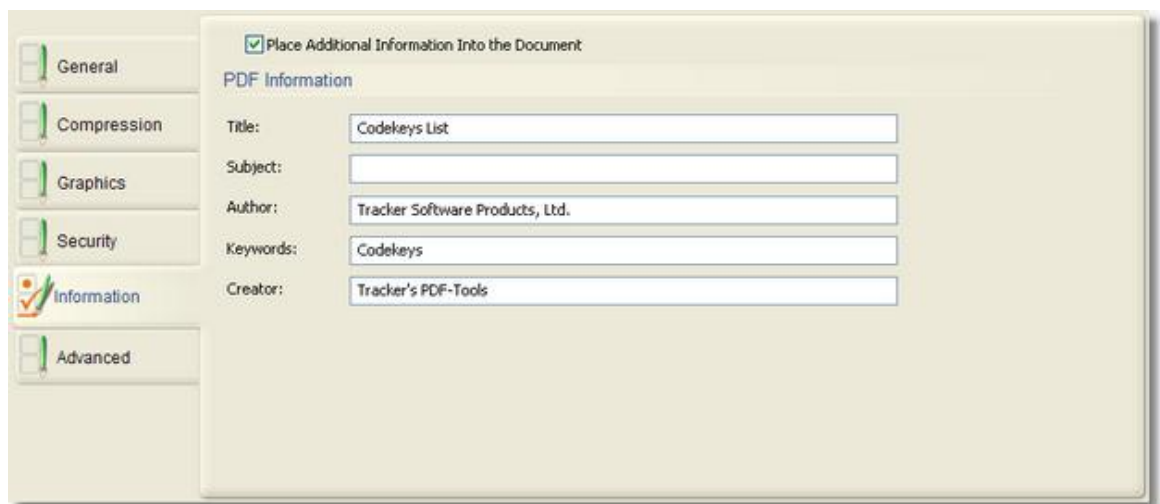 Place Additional Information Into the Document
General
PDF Information
Compression
Title: Codekeys List
Subject:
Graphics
Author: Tracker Software Products, Ltd.
Security
Keywords: Codekeys
Information
Creator: Tracker's PDF-Tools
Advanced